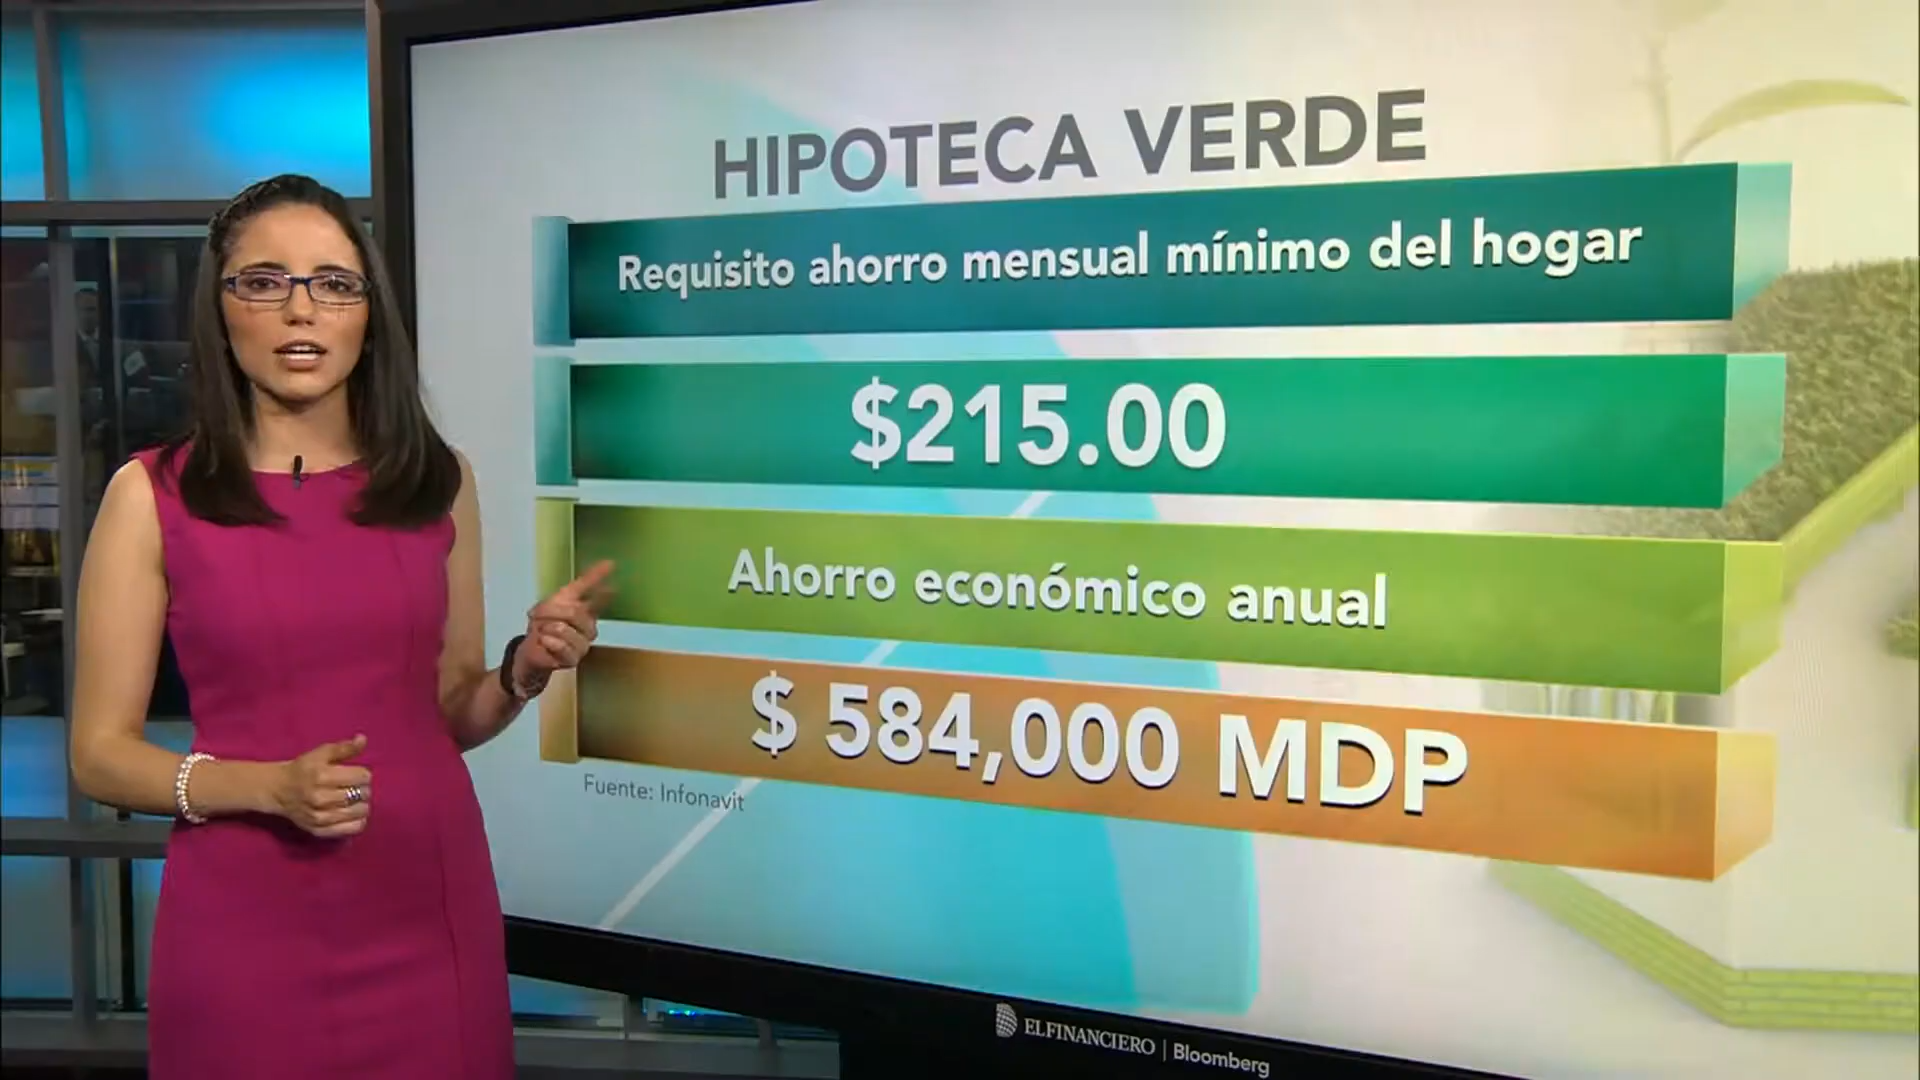 HIPOTECA VERDE
Requisito ahorro mensual mínimo del hogar
$215.00
Ahorro económico anual
$ 584,000 MDP
Fuente: Infonavit
ELFINANCIERO | Bloomberg